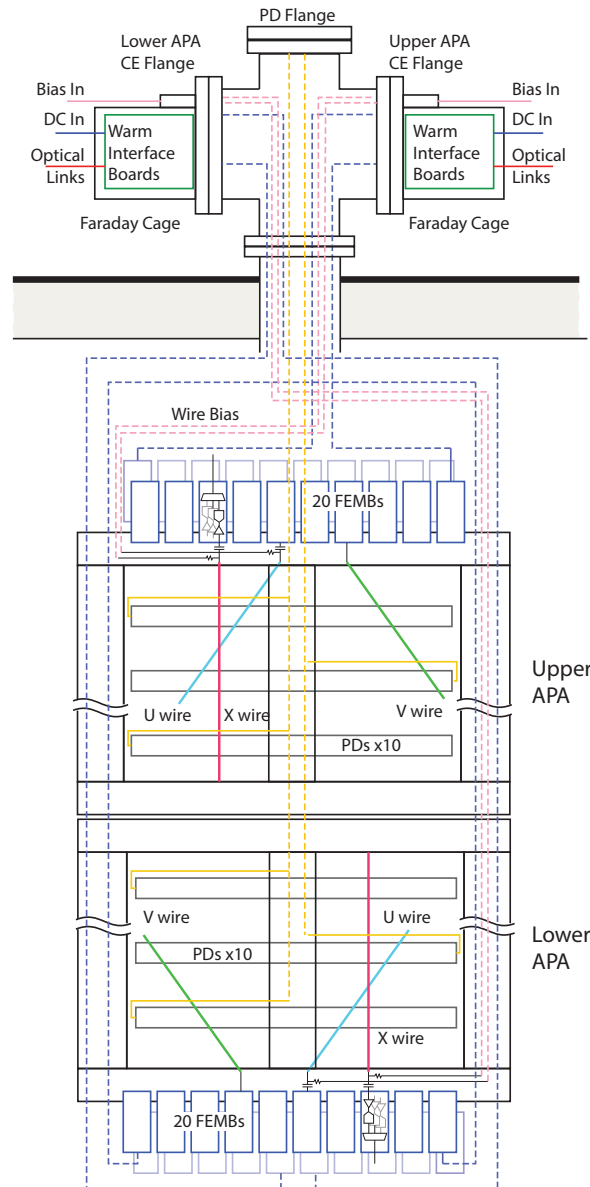 PD Flange
Lower APA
CE Flange
Upper APA
CE Flange
Bias In
DC In
Optical
Links
Warm
Interface
Boards
Faraday Cage
Bias In
DC In
Optical
Links
Warm
Interface
Boards
Faraday Cage
Wire Bias
20 FEMBs
Upper
APA
U wire
X wire
V wire
PDs x10
V wire
U wire
PDs x10
Lower
APA
X wire
20 FEMBs